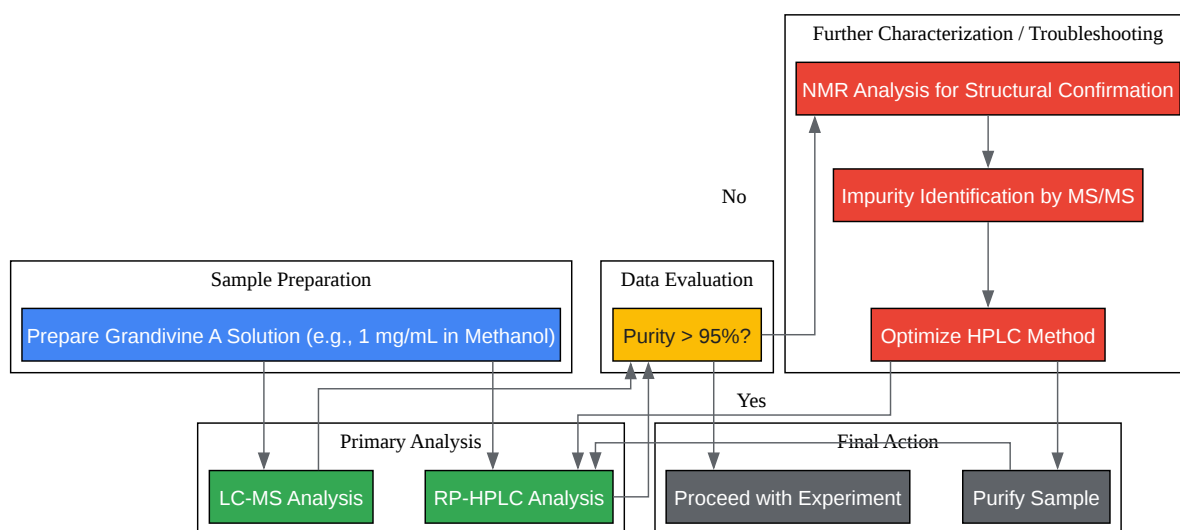 Further Characterization / Troubleshooting
NMR Analysis for Structural Confirmation
Impurity Identification by MS/MS
No
Sample Preparation
Data Evaluation
Prepare Grandivine A Solution (e.g., 1 mg/mL in Methanol)
Purity > 95%?
Optimize HPLC Method
Yes
Primary Analysis
Final Action
LC-MS Analysis
RP-HPLC Analysis
Proceed with Experiment
Purify Sample